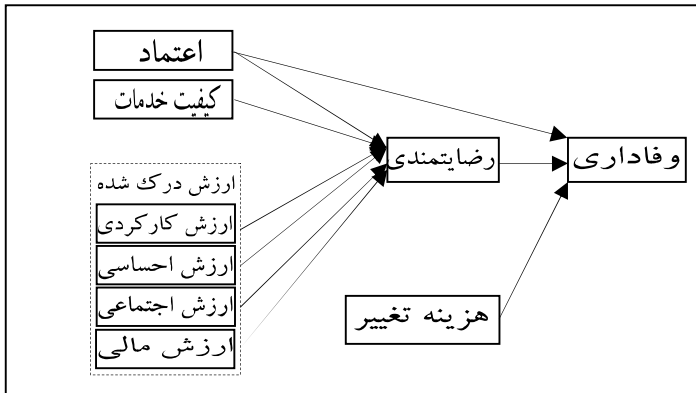 اعتماد
کیفیت خدمات
ارزش درک شده
ارزش کارکردی
ارزش احساسی
ارزش اجتماعی
ارزش مالی
رضایتمندی
وفاداری
هزینه تغییر